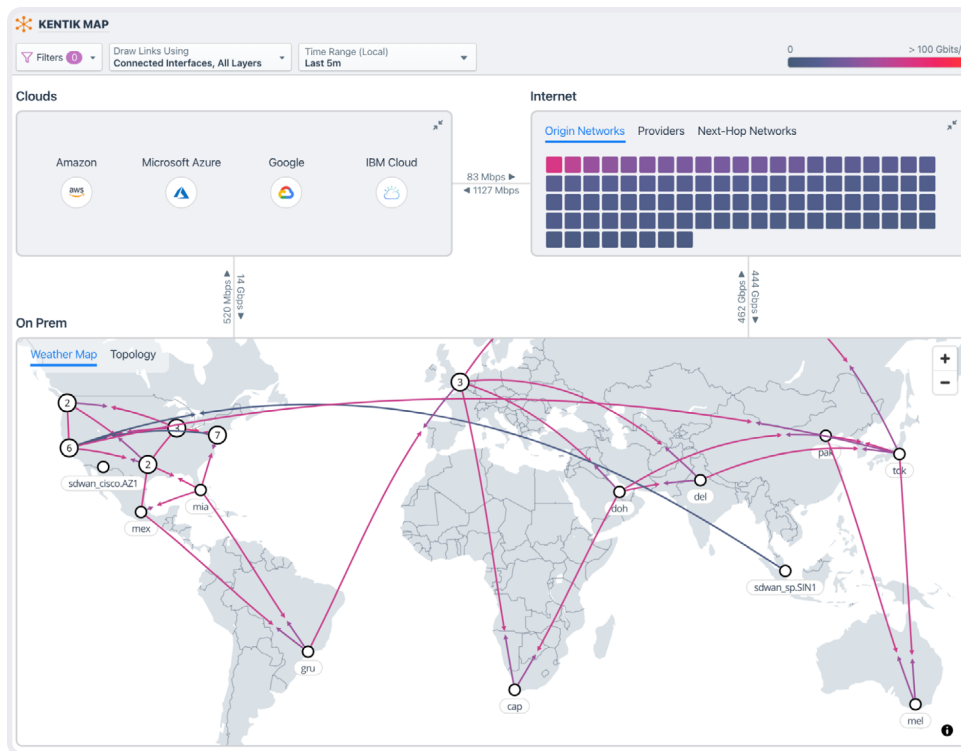 KENTIK MAP
Filters 0
Draw Links Using
Connected Interfaces, All Layers
Time Range (Local)
Last 5m
0
> 100 Gbits/
Clouds
Internet
Amazon
Microsoft Azure
Google
IBM Cloud
aws
83 Mbps ▶
◀ 1127 Mbps
Origin Networks
Providers
Next-Hop Networks
520 Mbps ▶
14 Gbps ▶
462 Gbps ▶
444 Gbps ▶
On Prem
Weather Map
Topology
+
−
2
3
3
7
6
2
sdwan_cisco.AZ1
mia
mex
doh
del
pak
tok
sdwan_sp.SIN1
gru
cap
mel
i